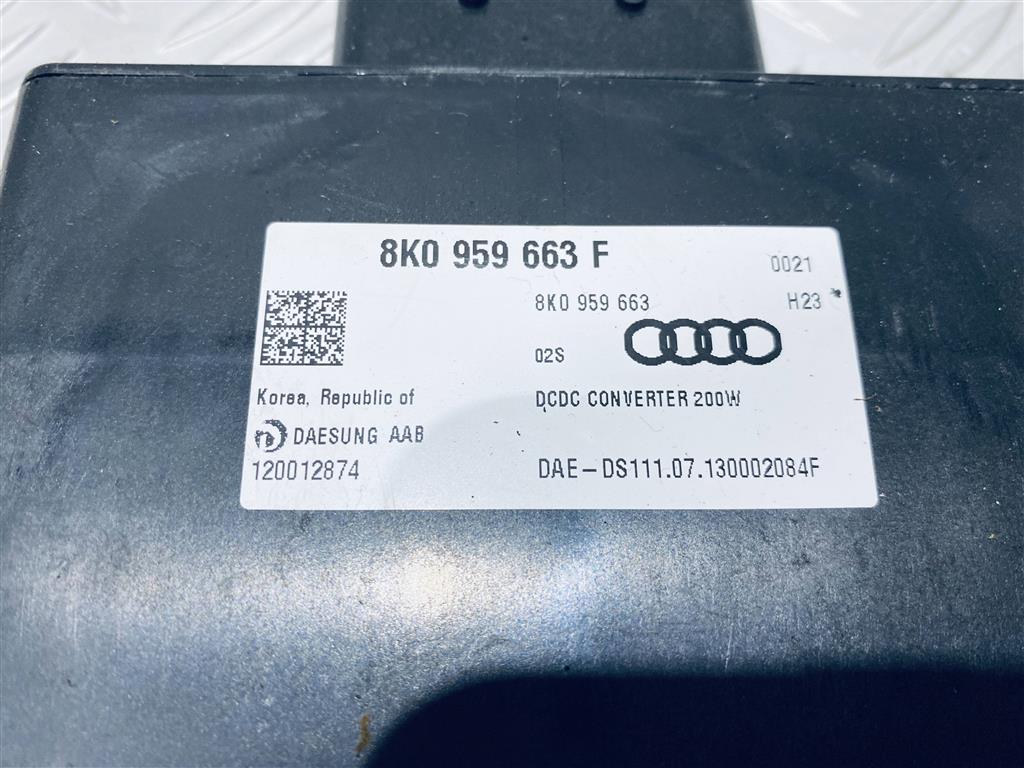 8K0 959 663 F
0021
8K0 959 663
H23
02S
Korea, Republic of
DCDC CONVERTER 200W
DAESUNG AAB
120012874
DAE-DS111.07.130002084F